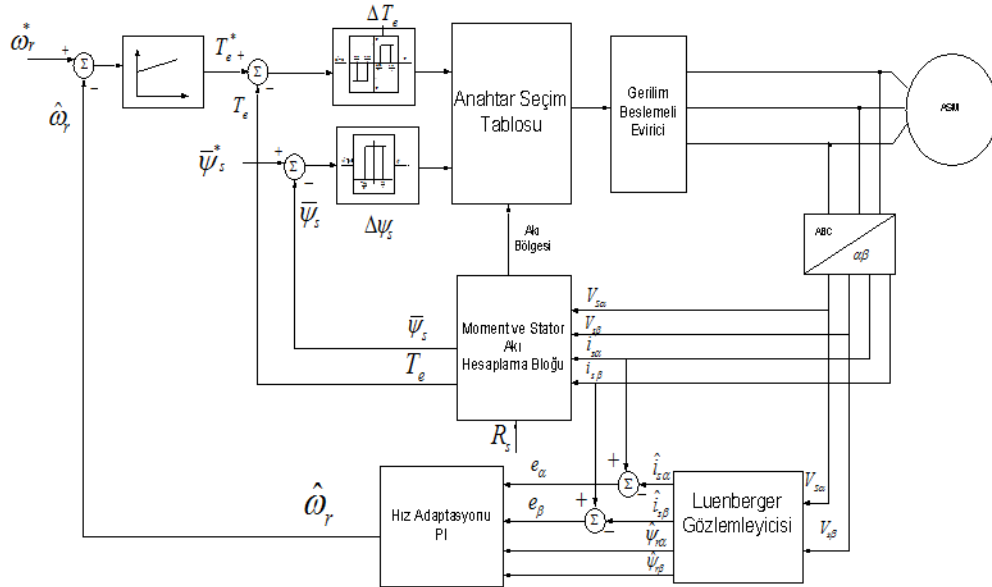 ΔT_e
ω_r^*
+
Σ
−
T_e^*
+
Σ
−
Anahtar Seçim
Tablosu
Gerilim
Beslemeli
Evirici
ASM
ω̂_r
T_e
ψ̄_s^*
+
Σ
−
ψ̄_s
Δψ_s
ABC
αβ
Akı
Bölgesi
V_sα
V_sβ
i_sα
i_sβ
Moment ve Stator
Akı
Hesaplama Bloğu
ψ̄_s
T_e
R_s
ω̂_r
Hız Adaptasyonu
PI
e_α
+
Σ
−
î_sα
e_β
+
Σ
−
î_sβ
ψ̂_rα
ψ̂_rβ
Luenberger
Gözlemleyicisi
V_sα
V_sβ